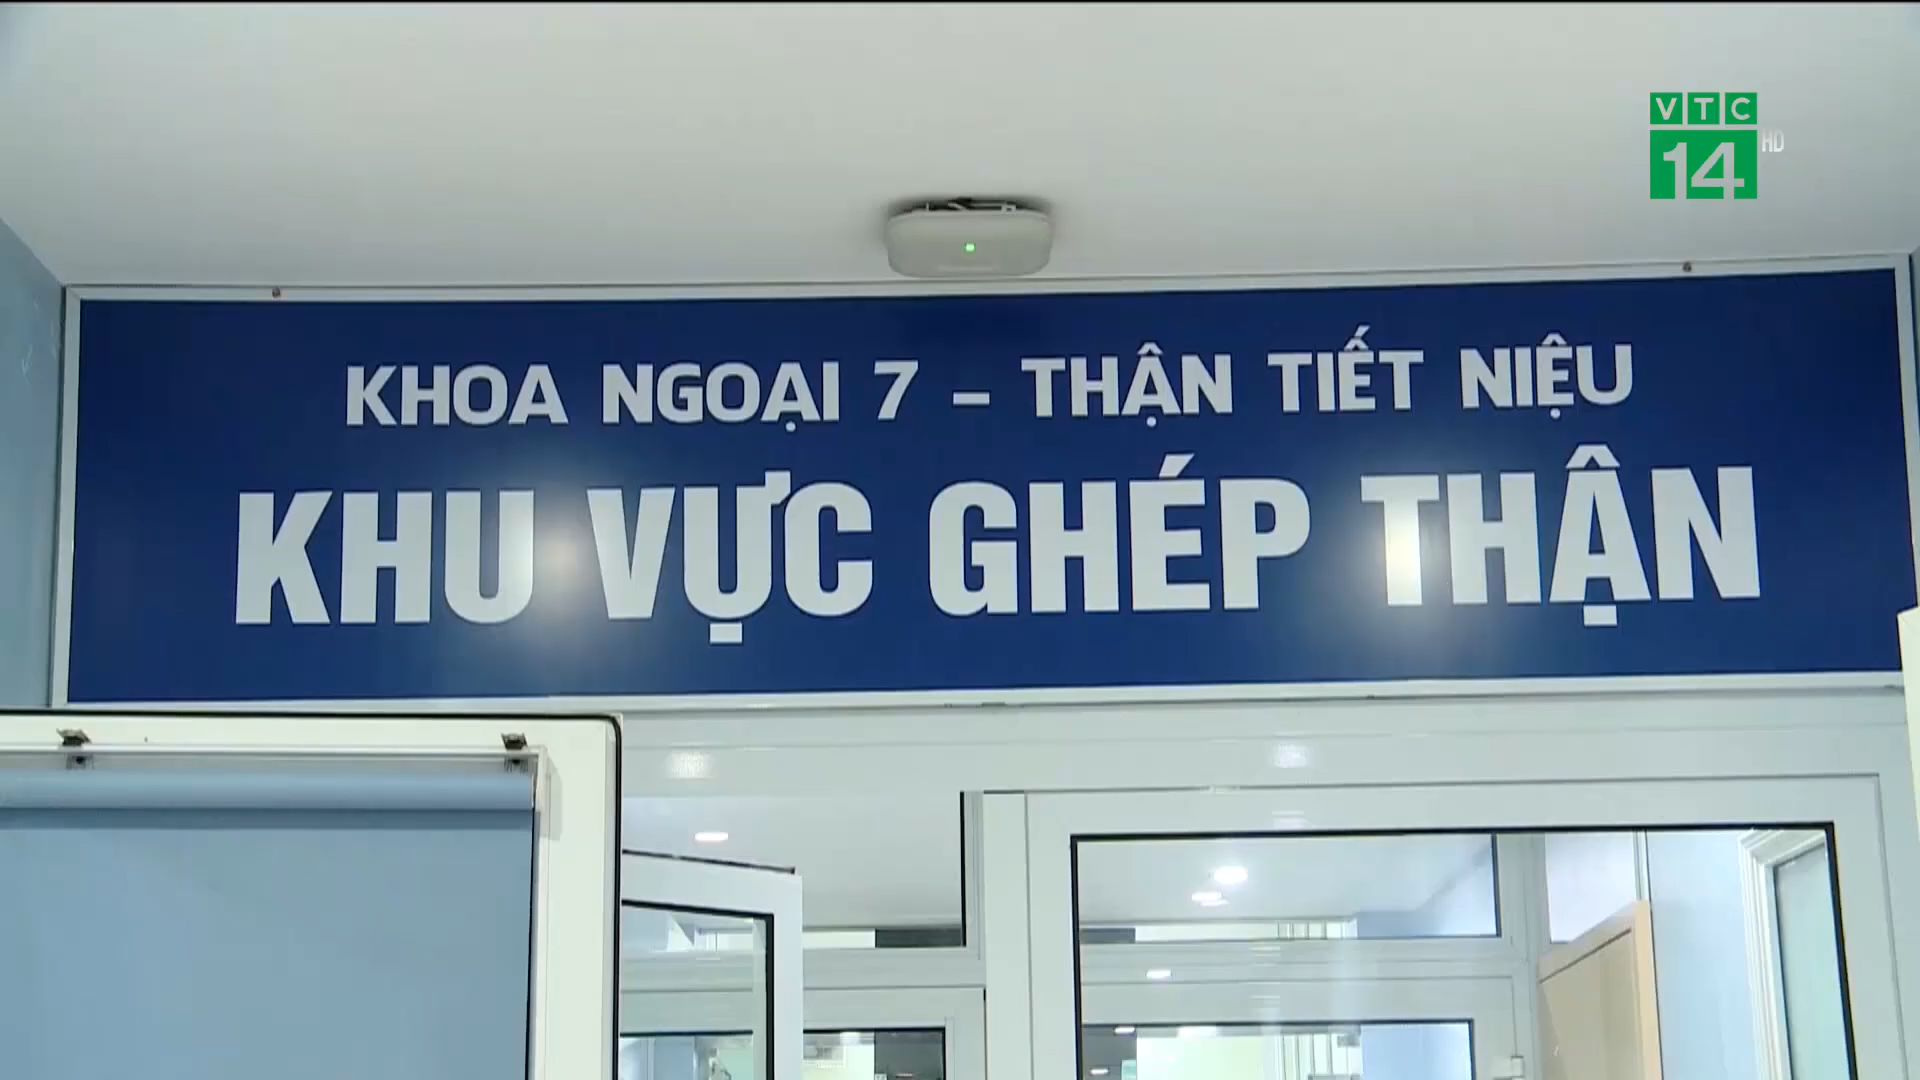 VTC
14 HD
KHOA NGOẠI 7 – THẬN TIẾT NIỆU
KHU VỰC GHÉP THẬN